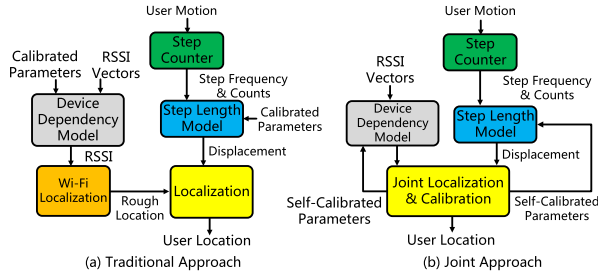 User Motion
Step
Counter
Calibrated
Parameters
RSSI
Vectors
Step Frequency
& Counts
Device
Dependency
Model
Step Length
Model
Calibrated
Parameters
RSSI
Displacement
Wi-Fi
Localization
Rough
Location
Localization
User Location
(a) Traditional Approach
User Motion
Step
Counter
RSSI
Vectors
Step Frequency
& Counts
Device
Dependency
Model
Step Length
Model
Displacement
Joint Localization
& Calibration
Self-Calibrated
Parameters
Self-Calibrated
Parameters
User Location
(b) Joint Approach